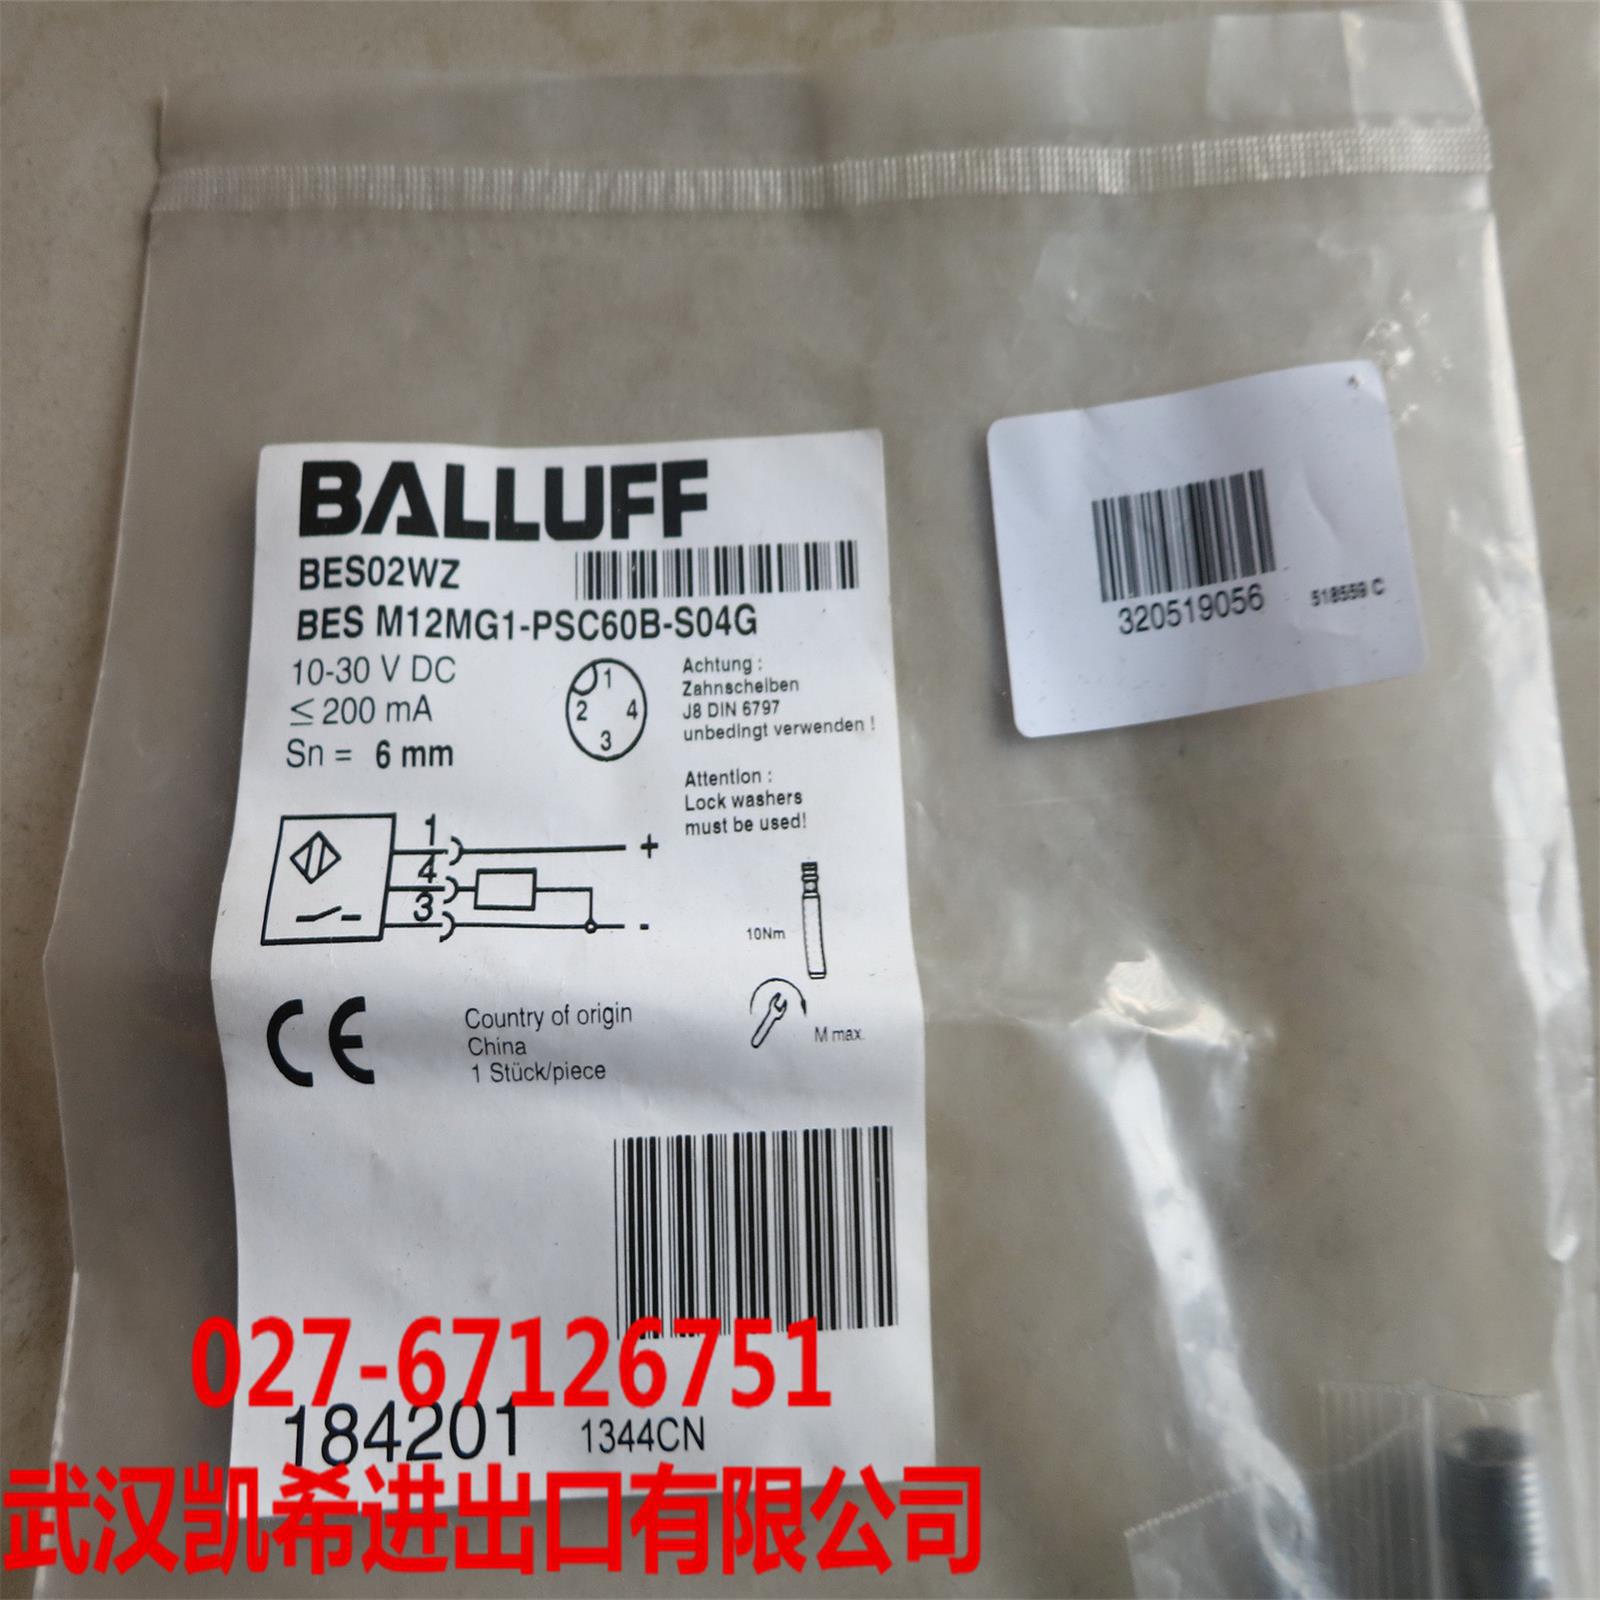 BALLUFF
BES02WZ
BES M12MG1-PSC60B-S04G
10-30 V DC
≤ 200 mA
Sn = 6 mm
1
2 4
3
Achtung :
Zahnscheiben
J8 DIN 6797
unbedingt verwenden !
Attention :
Lock washers
must be used!
1
4
3
+
-
10Nm
M max.
CE
Country of origin
China
1 Stück/piece
320519056
518559 C
027-67126751
184201 1344CN
武汉凯希进出口有限公司